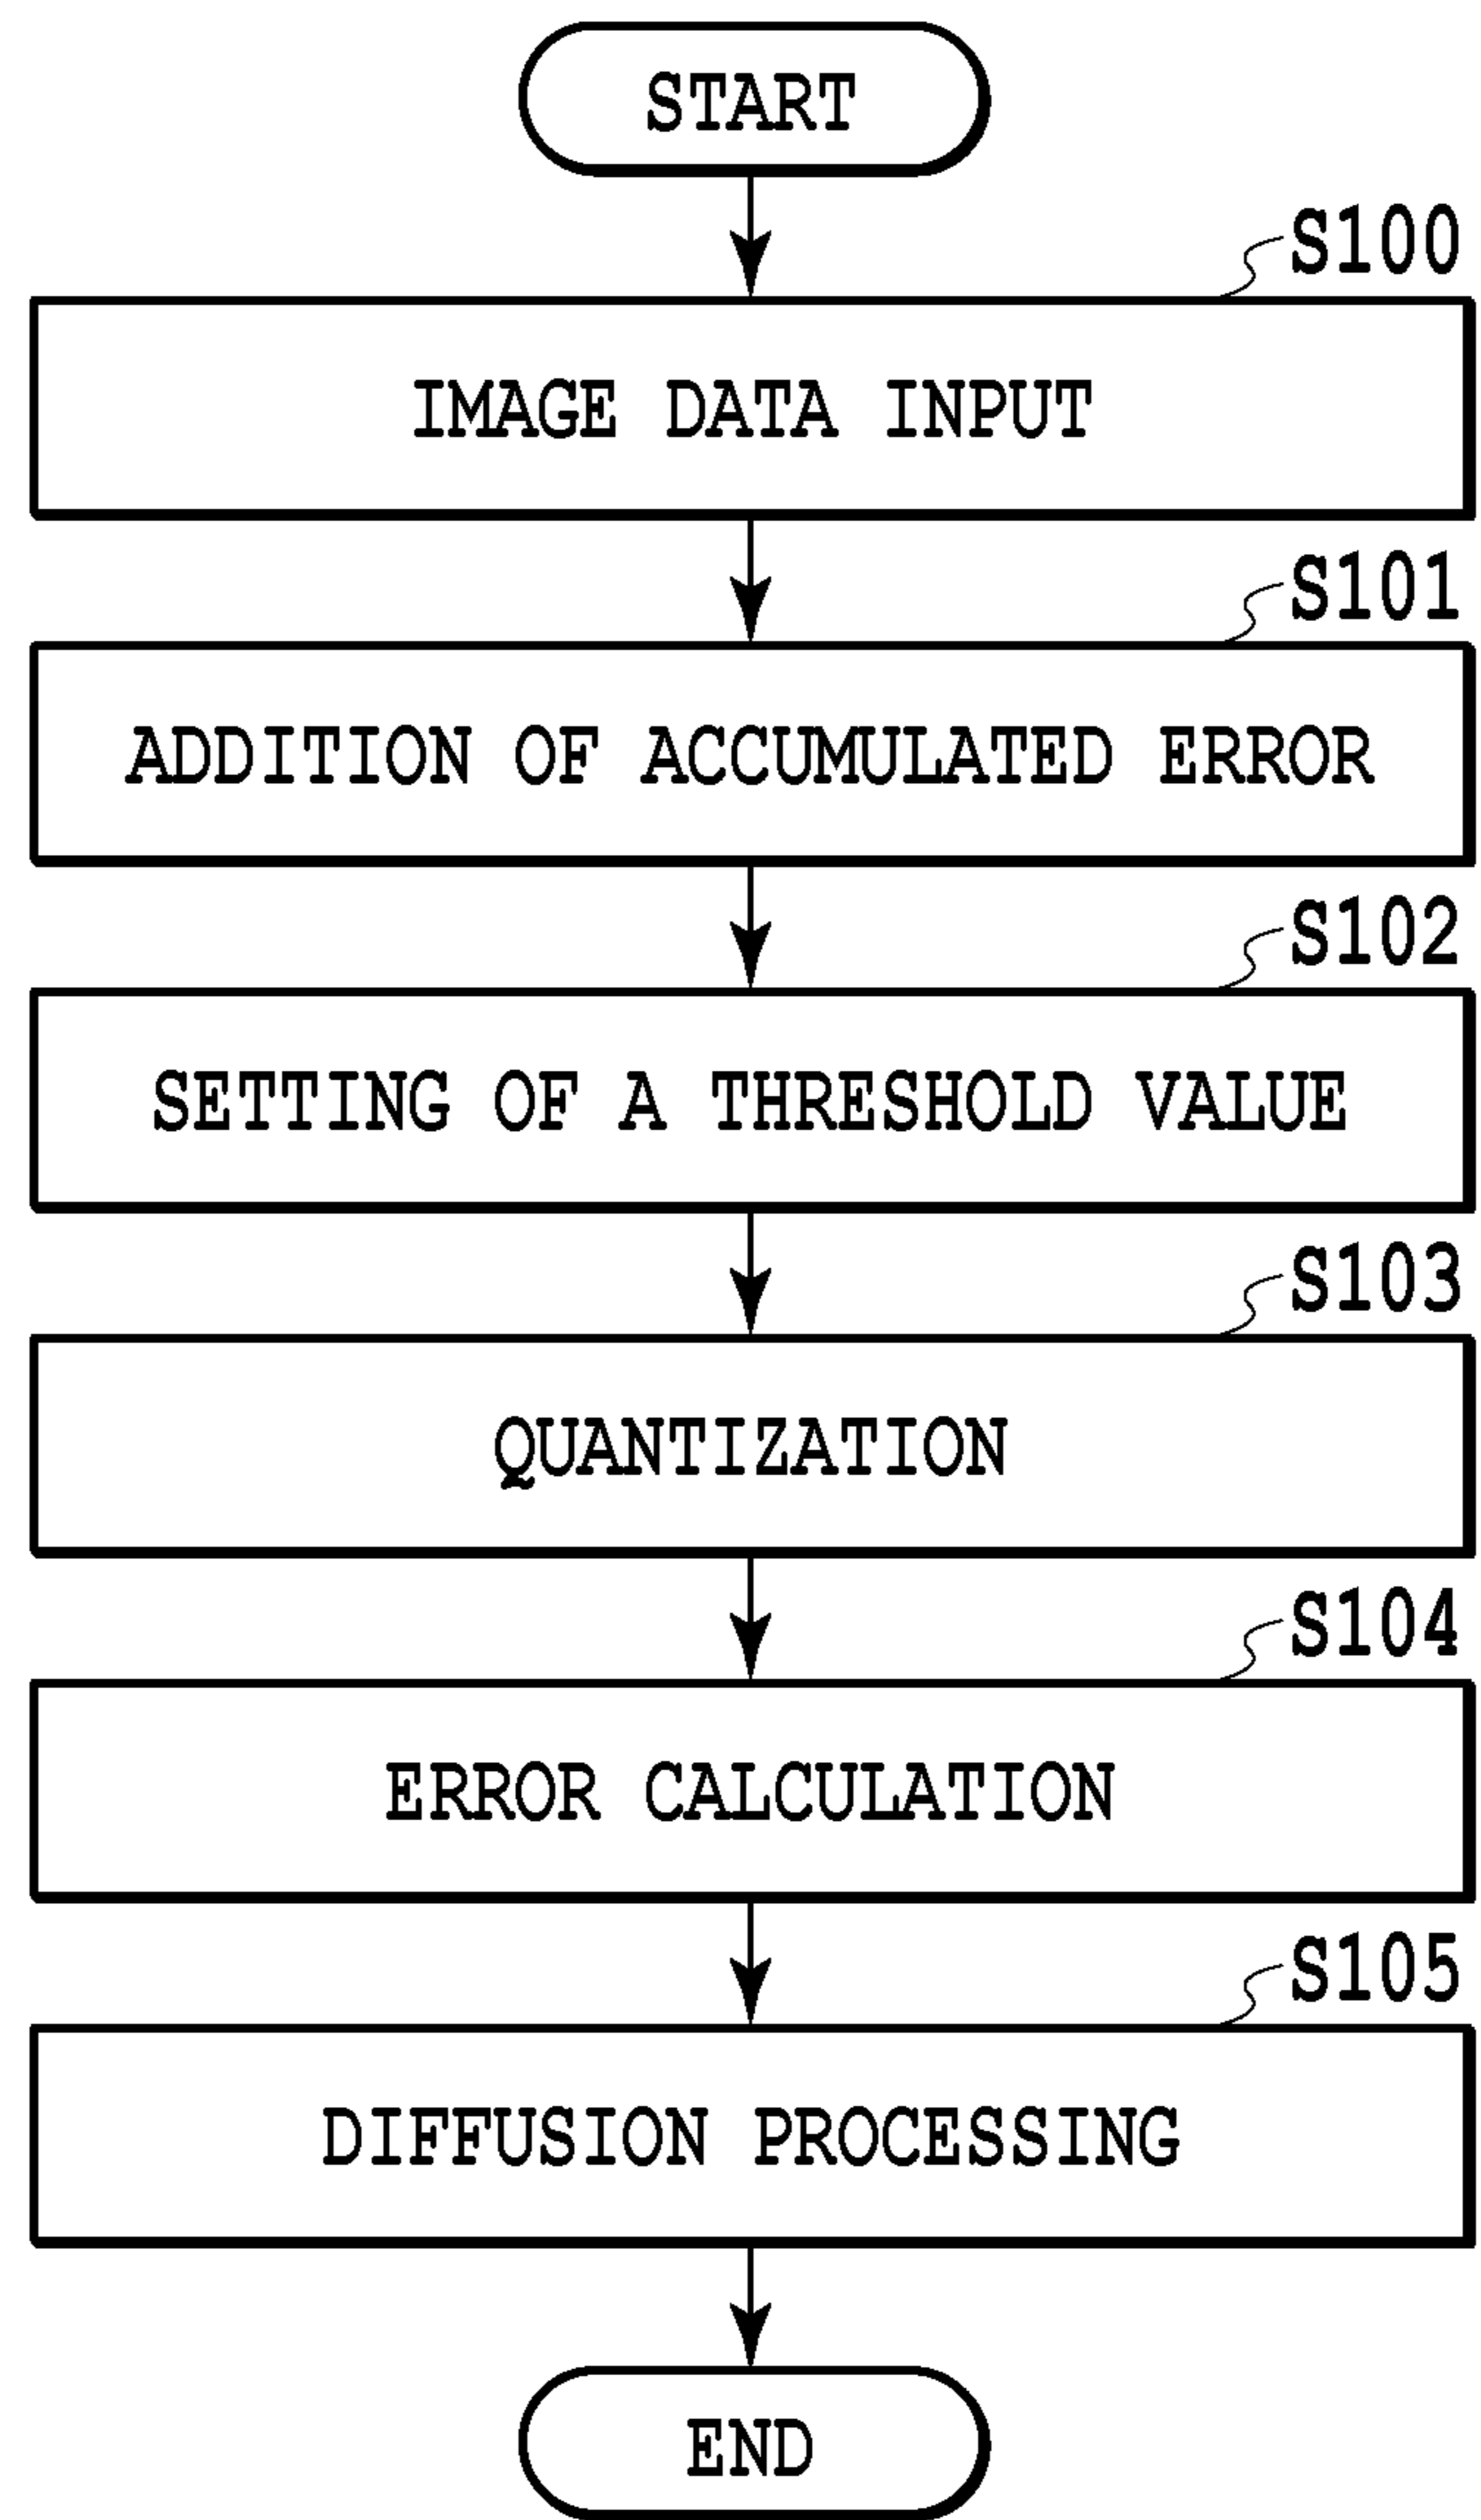 START
S100
IMAGE DATA INPUT
S101
ADDITION OF ACCUMULATED ERROR
S102
SETTING OF A THRESHOLD VALUE
S103
QUANTIZATION
S104
ERROR CALCULATION
S105
DIFFUSION PROCESSING
END